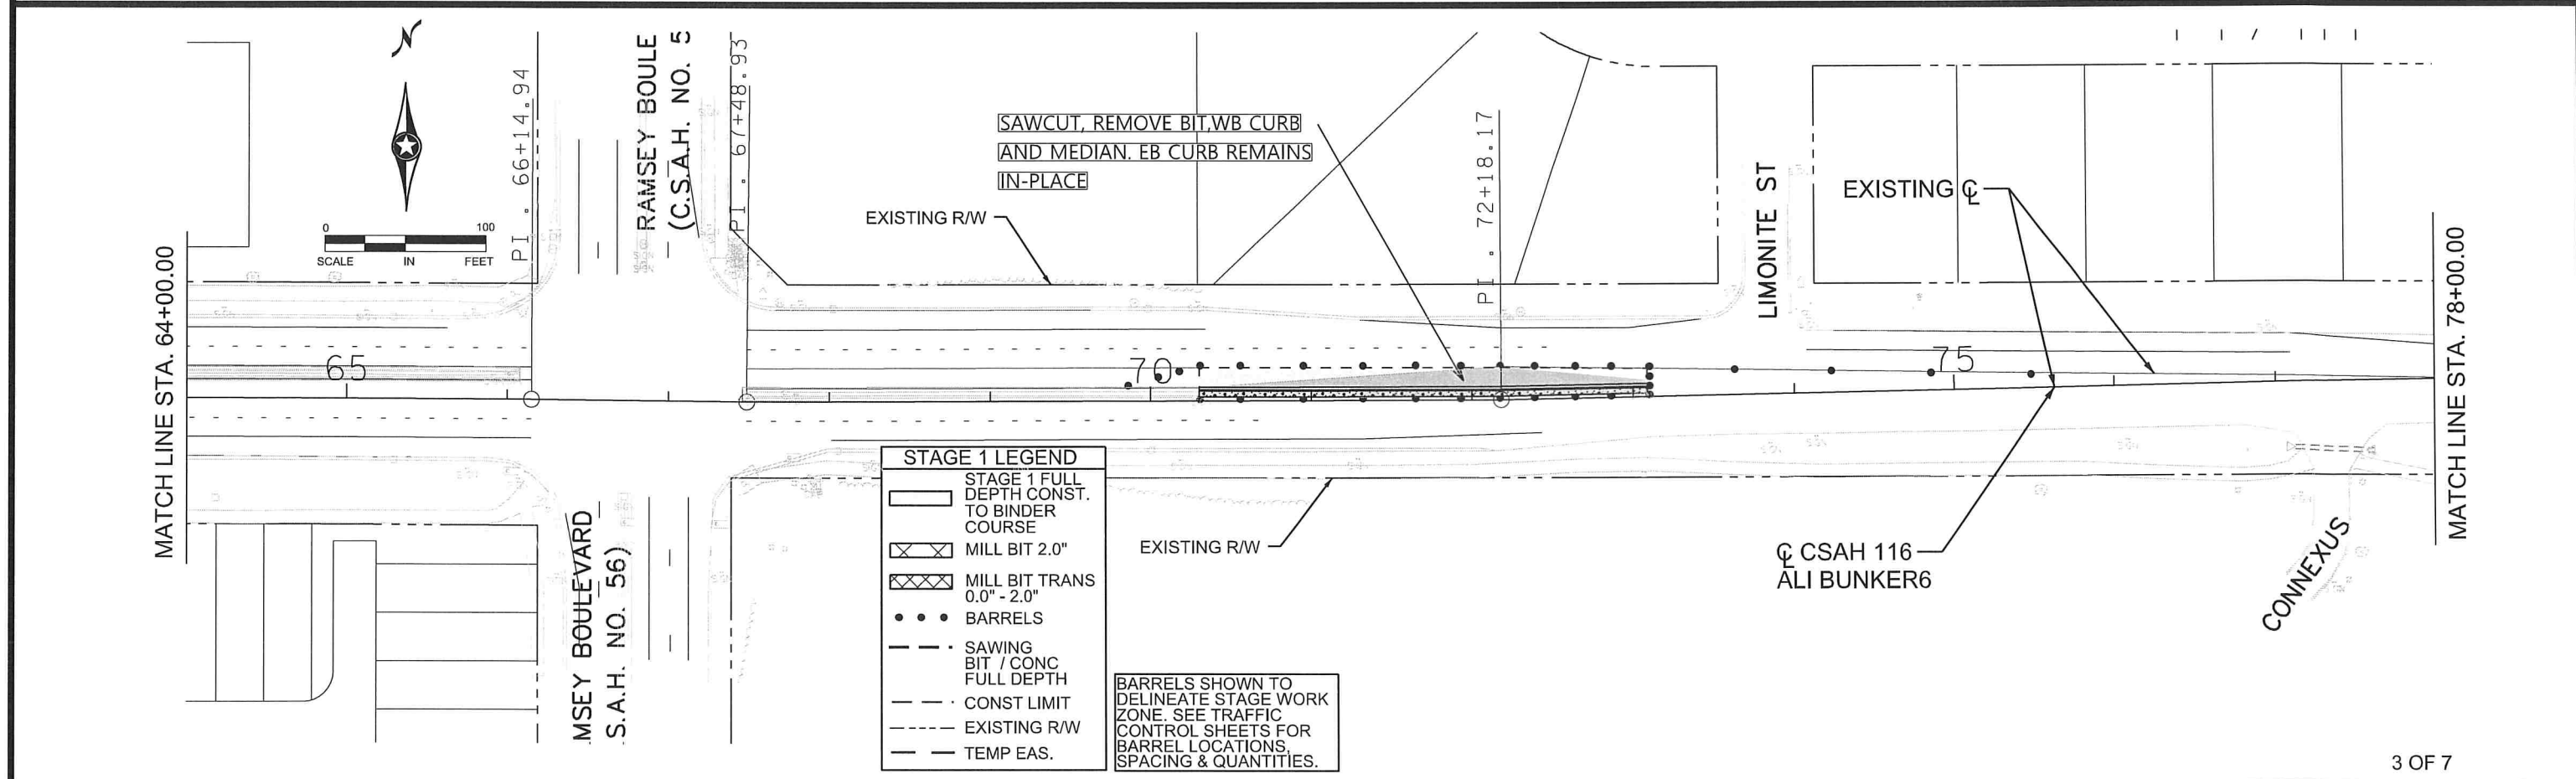 N
0 100
SCALE IN FEET
MATCH LINE STA. 64+00.00
PI . 66+14.94
RAMSEY BOULE
(C.S.A.H. NO. 5
PI . 67+48.93
SAWCUT, REMOVE BIT,WB CURB
AND MEDIAN. EB CURB REMAINS
IN-PLACE
EXISTING R/W
PI . 72+18.17
LIMONITE ST
EXISTING ℄
MATCH LINE STA. 78+00.00
65
70
75
MSEY BOULEVARD
.S.A.H. NO. 56)
STAGE 1 LEGEND
STAGE 1 FULL
DEPTH CONST.
TO BINDER
COURSE
MILL BIT 2.0"
MILL BIT TRANS
0.0" - 2.0"
BARRELS
SAWING
BIT / CONC
FULL DEPTH
CONST LIMIT
EXISTING R/W
TEMP EAS.
EXISTING R/W
BARRELS SHOWN TO
DELINEATE STAGE WORK
ZONE. SEE TRAFFIC
CONTROL SHEETS FOR
BARREL LOCATIONS,
SPACING & QUANTITIES.
℄ CSAH 116
ALI BUNKER6
CONNEXUS
3 OF 7